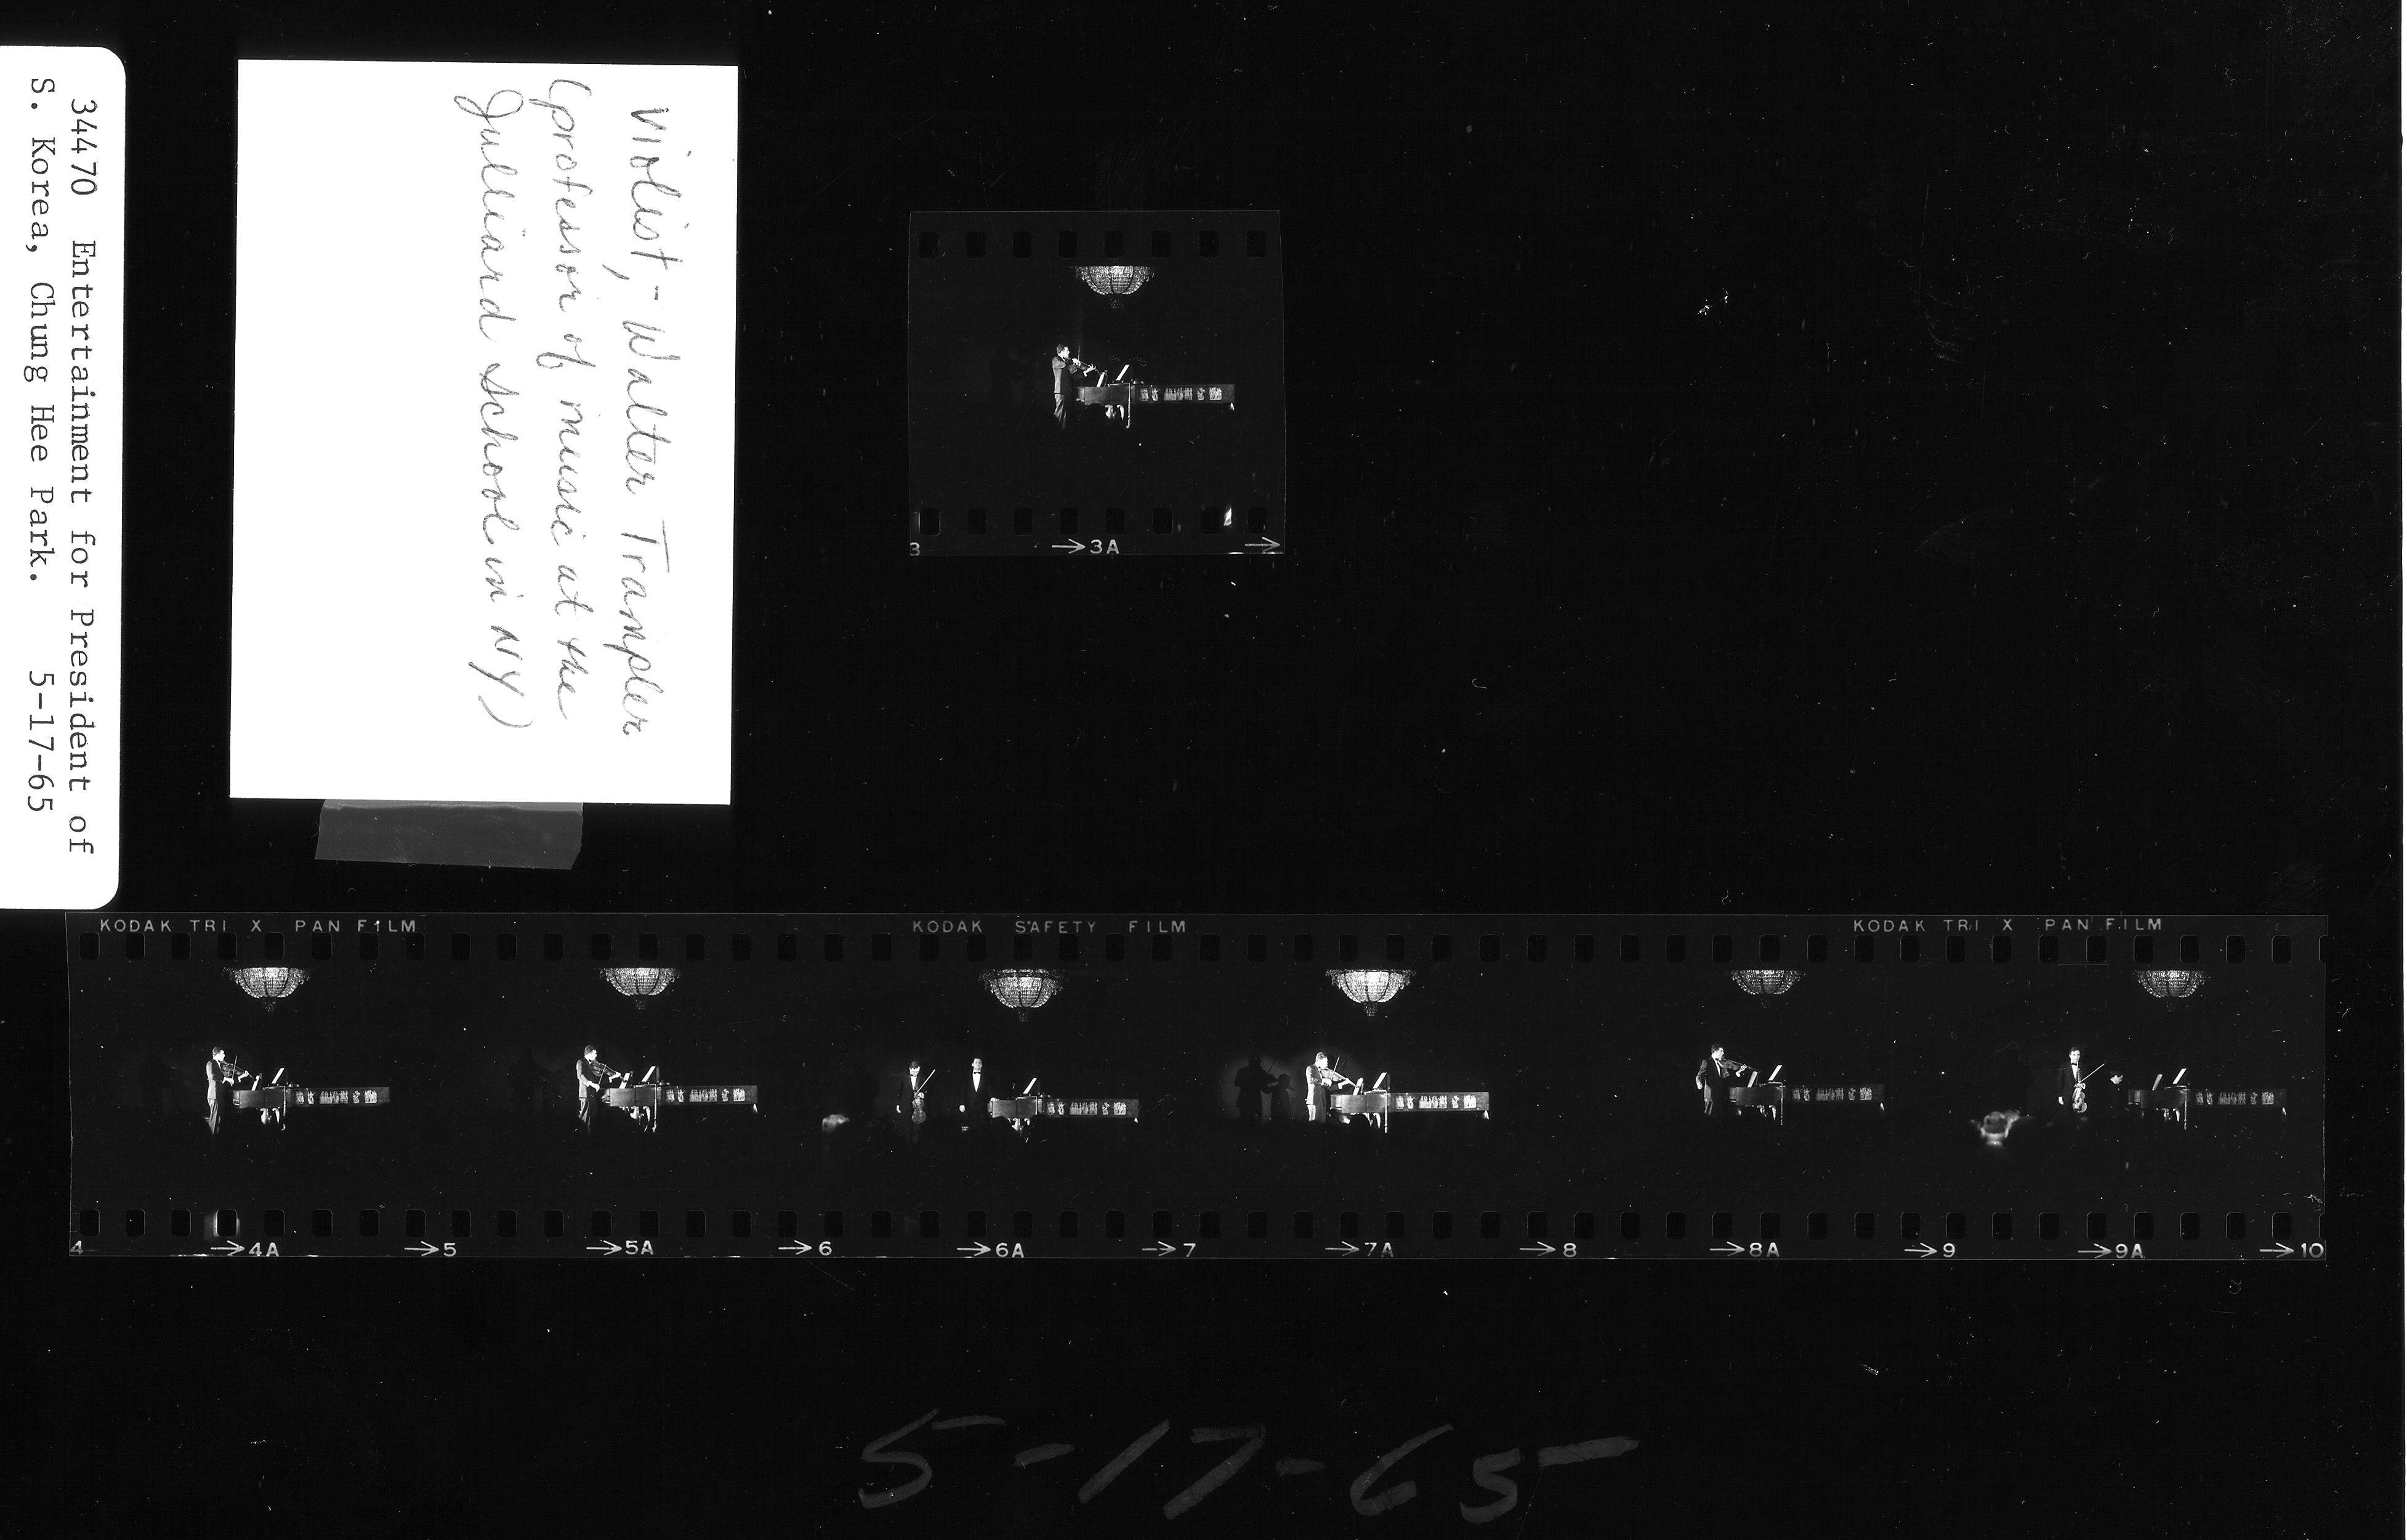 34470 Entertainment for President of
S. Korea, Chung Hee Park. 5-17-65
Violist,- Walter Trampler
(professor of music at the
Julliard School in NY)
3 →3A →
KODAK TRI X PAN FILM KODAK SAFETY FILM KODAK TRI X PAN FILM
4 →4A →5 →5A →6 →6A →7 →7A →8 →8A →9 →9A →10
5-17-65